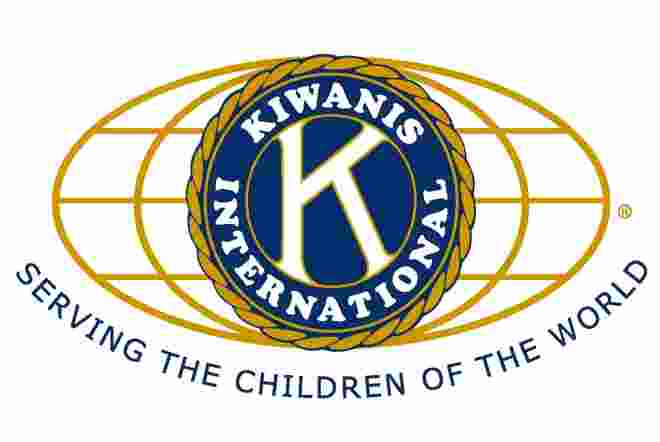 KIWANIS
K
INTERNATIONAL
®
SERVING THE CHILDREN OF THE WORLD